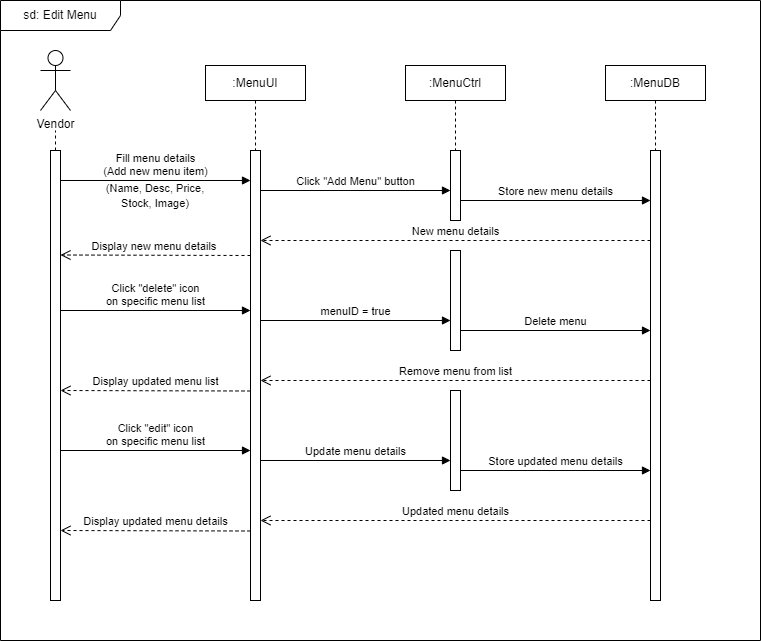 sd: Edit Menu
Vendor
:MenuUI
:MenuCtrl
:MenuDB
Fill menu details
(Add new menu item)
(Name, Desc, Price,
Stock, Image)
Click "Add Menu" button
Store new menu details
New menu details
Display new menu details
Click "delete" icon
on specific menu list
menuID = true
Delete menu
Remove menu from list
Display updated menu list
Click "edit" icon
on specific menu list
Update menu details
Store updated menu details
Updated menu details
Display updated menu details